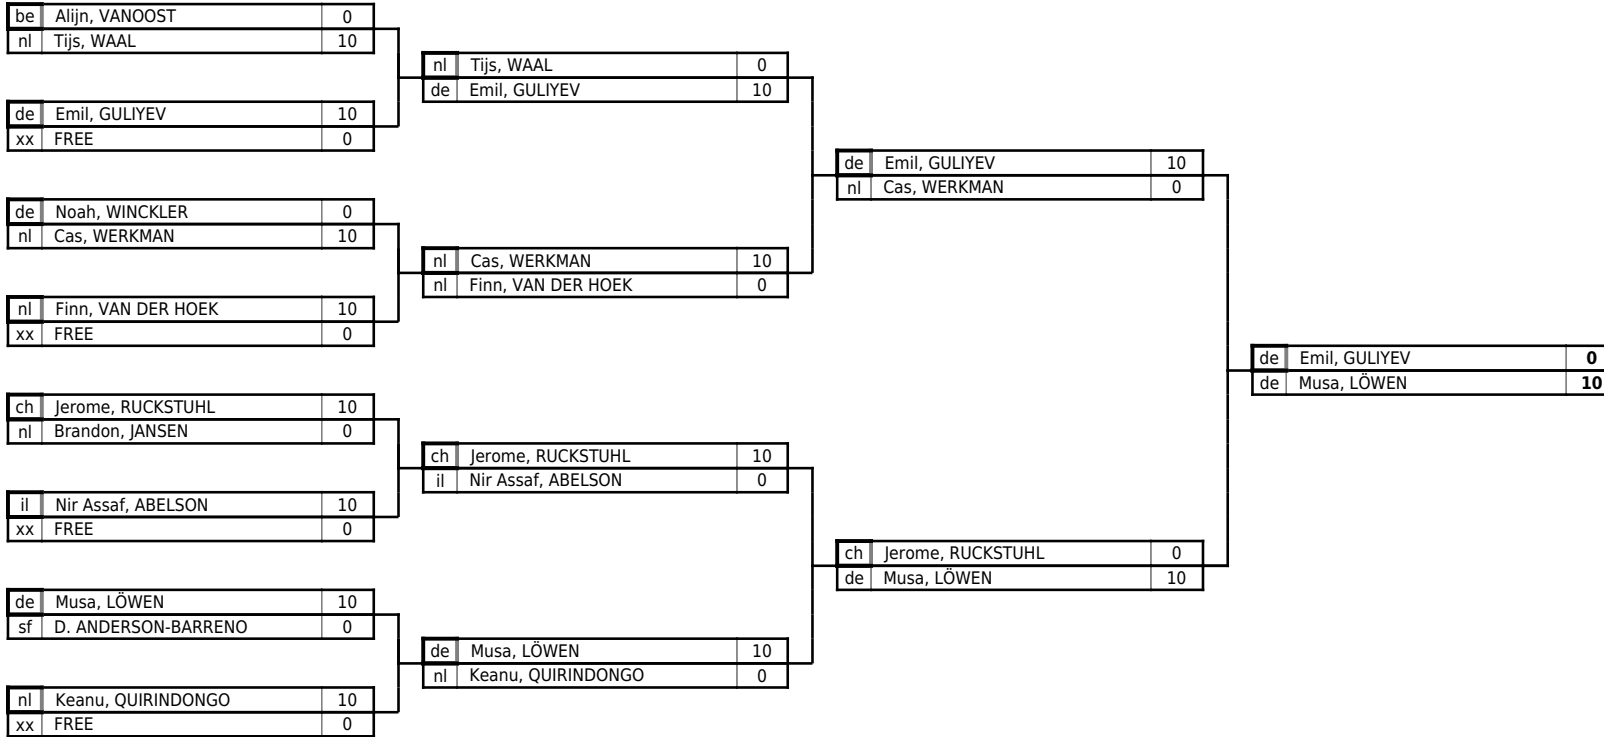 be Alijn, VANOOST 0
nl Tijs, WAAL 10
de Emil, GULIYEV 10
xx FREE 0
de Noah, WINCKLER 0
nl Cas, WERKMAN 10
nl Finn, VAN DER HOEK 10
xx FREE 0
ch Jerome, RUCKSTUHL 10
nl Brandon, JANSEN 0
il Nir Assaf, ABELSON 10
xx FREE 0
de Musa, LÖWEN 10
sf D. ANDERSON-BARRENO 0
nl Keanu, QUIRINDONGO 10
xx FREE 0
nl Tijs, WAAL 0
de Emil, GULIYEV 10
nl Cas, WERKMAN 10
nl Finn, VAN DER HOEK 0
ch Jerome, RUCKSTUHL 10
il Nir Assaf, ABELSON 0
de Musa, LÖWEN 10
nl Keanu, QUIRINDONGO 0
de Emil, GULIYEV 10
nl Cas, WERKMAN 0
ch Jerome, RUCKSTUHL 0
de Musa, LÖWEN 10
de Emil, GULIYEV 0
de Musa, LÖWEN 10